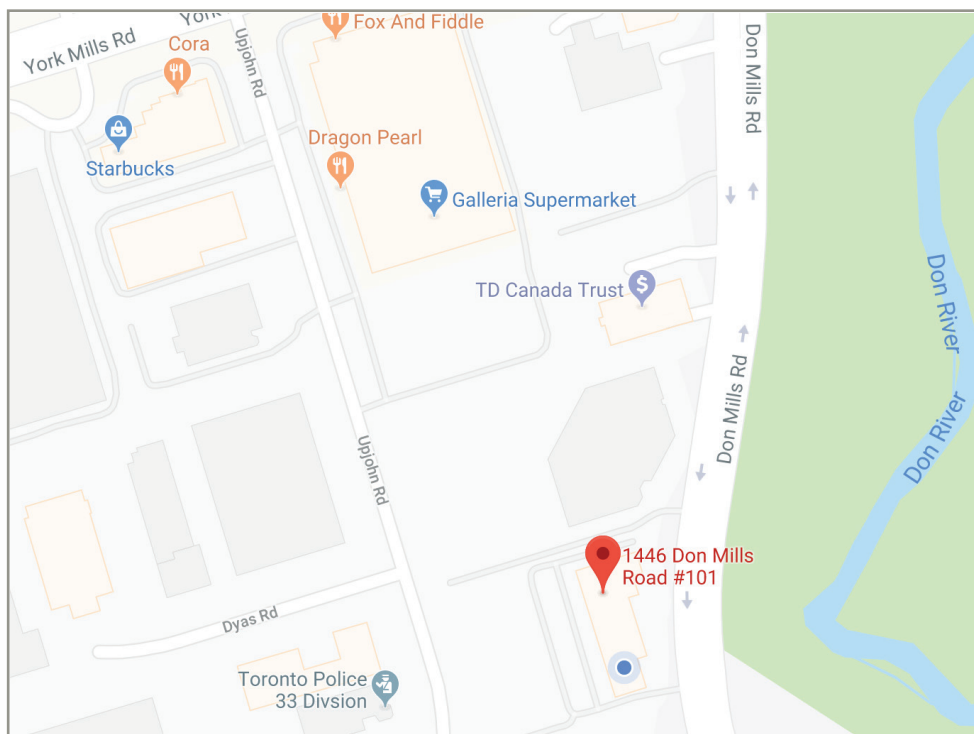 York Mills Rd
York
Cora
Upjohn Rd
Fox And Fiddle
Don Mills Rd
Starbucks
Dragon Pearl
Galleria Supermarket
TD Canada Trust
$
Don River
Don Mills Rd
Don River
Upjohn Rd
1446 Don Mills
Road #101
Dyas Rd
Toronto Police
33 Divsion